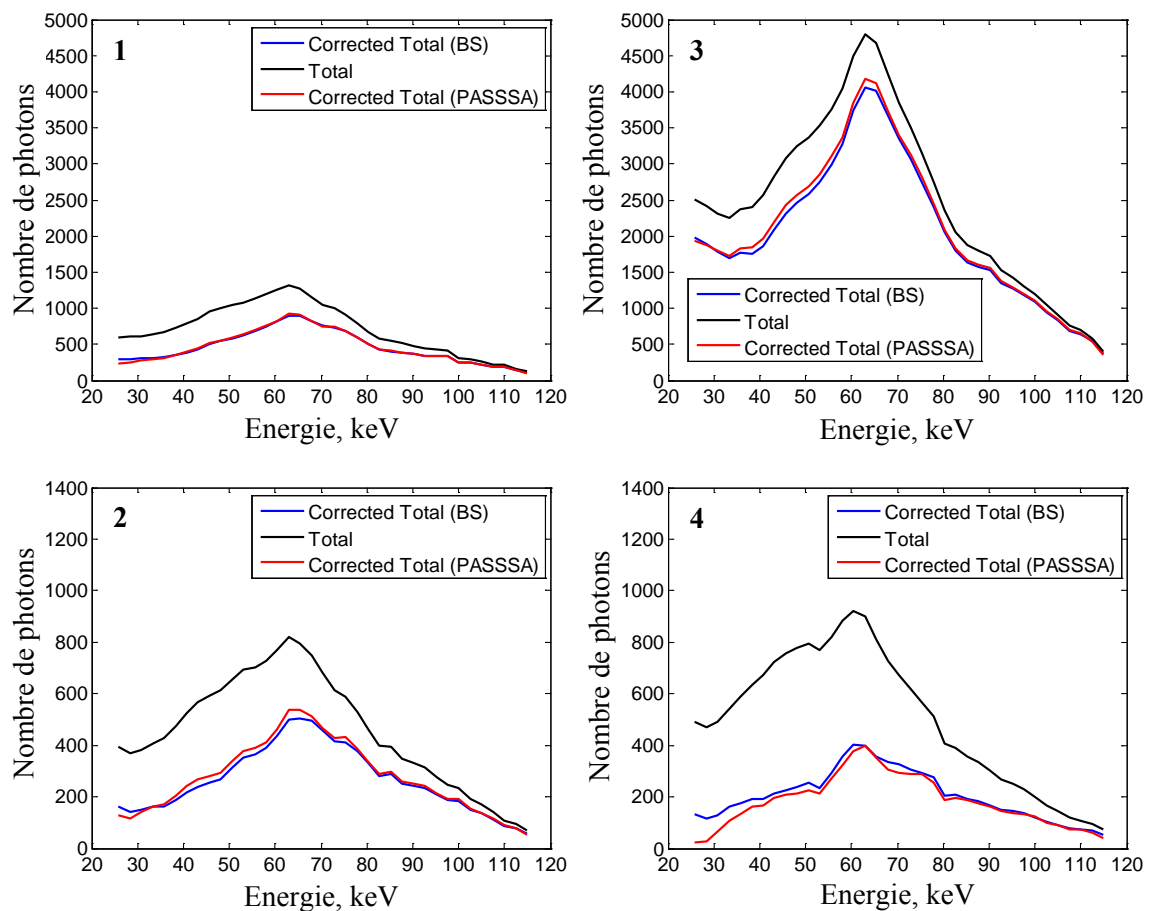 1
Corrected Total (BS)
Total
Corrected Total (PASSSA)
Nombre de photons
5000
4500
4000
3500
3000
2500
2000
1500
1000
500
0
20 30 40 50 60 70 80 90 100 110 120
Energie, keV
3
Corrected Total (BS)
Total
Corrected Total (PASSSA)
Nombre de photons
5000
4500
4000
3500
3000
2500
2000
1500
1000
500
0
20 30 40 50 60 70 80 90 100 110 120
Energie, keV
2
Corrected Total (BS)
Total
Corrected Total (PASSSA)
Nombre de photons
1400
1200
1000
800
600
400
200
0
20 30 40 50 60 70 80 90 100 110 120
Energie, keV
4
Corrected Total (BS)
Total
Corrected Total (PASSSA)
Nombre de photons
1400
1200
1000
800
600
400
200
0
20 30 40 50 60 70 80 90 100 110 120
Energie, keV